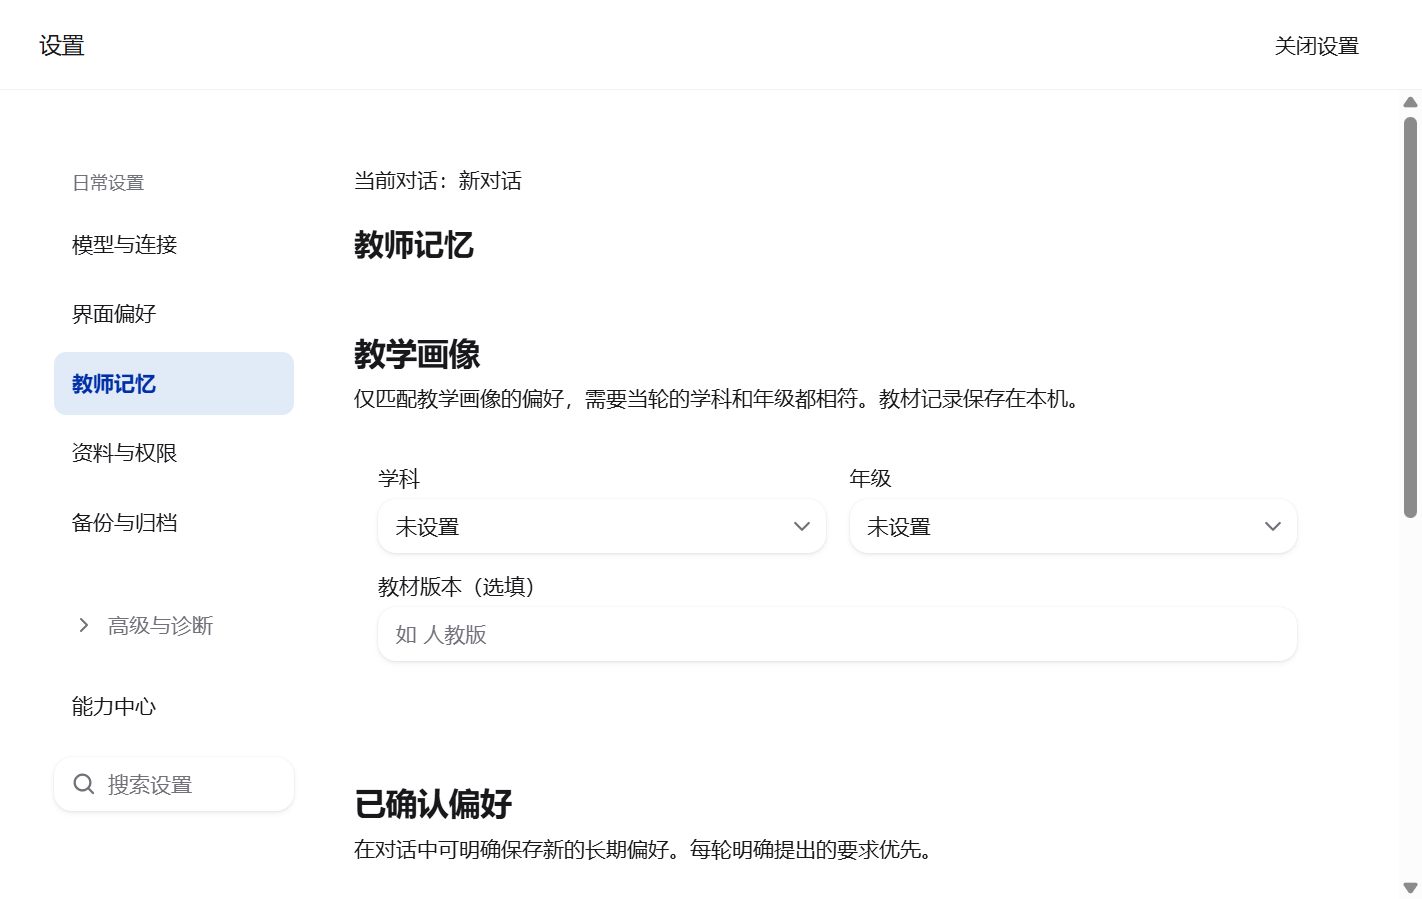 设置
关闭设置
日常设置
模型与连接
界面偏好
教师记忆
资料与权限
备份与归档
高级与诊断
能力中心
搜索设置
当前对话：新对话
教师记忆
教学画像
仅匹配教学画像的偏好，需要当轮的学科和年级都相符。教材记录保存在本机。
学科
未设置
年级
未设置
教材版本（选填）
如 人教版
已确认偏好
在对话中可明确保存新的长期偏好。每轮明确提出的要求优先。